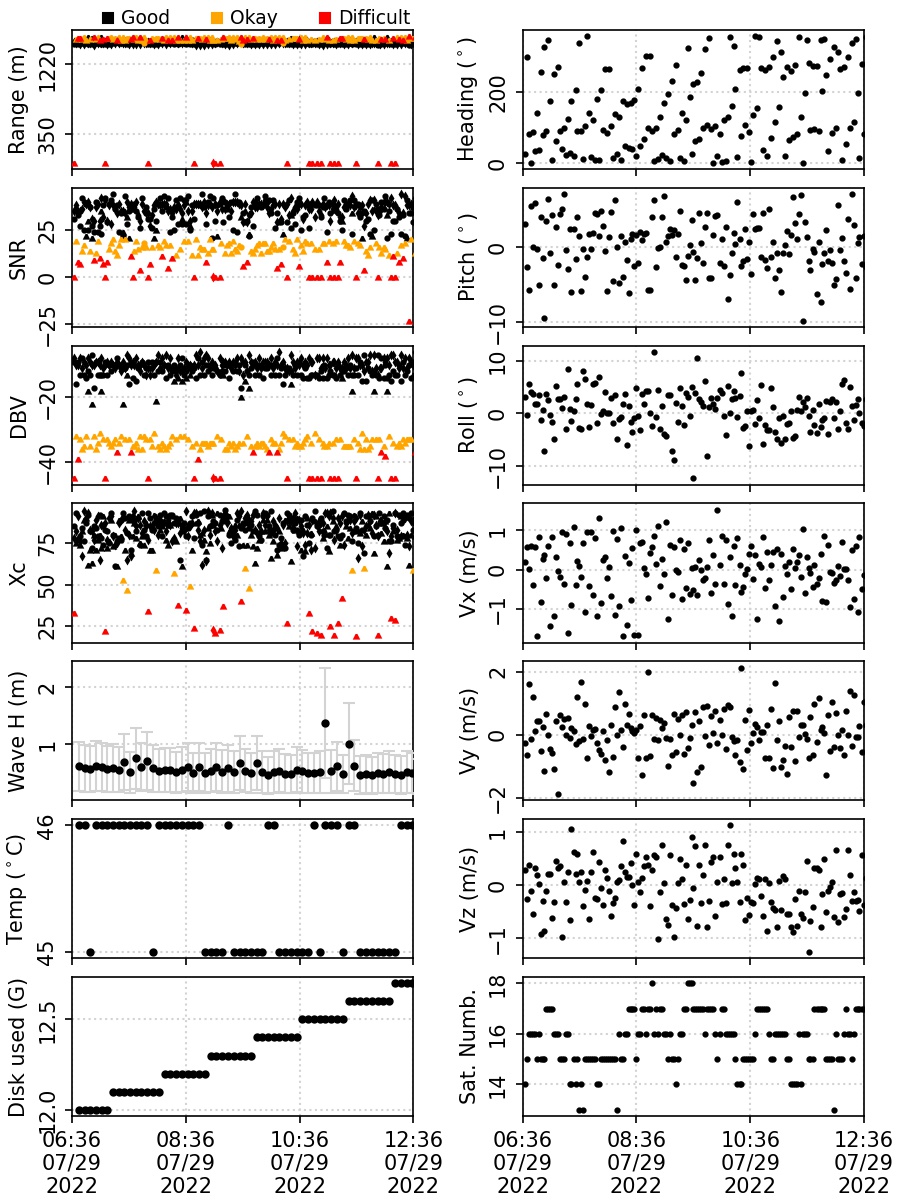 Good Okay Difficult
Range (m)
1220
350
Heading (°)
200
0
SNR
25
0
−25
Pitch (°)
0
−10
DBV
−20
−40
Roll (°)
10
0
−10
Xc
75
50
25
Vx (m/s)
1
0
−1
Wave H (m)
2
1
Vy (m/s)
2
0
−2
Temp (°C)
46
45
Vz (m/s)
1
0
−1
Disk used (G)
12.5
12.0
Sat. Numb.
18
16
14
06:36 08:36 10:36 12:36
07/29 07/29 07/29 07/29
2022 2022 2022 2022
06:36 08:36 10:36 12:36
07/29 07/29 07/29 07/29
2022 2022 2022 2022